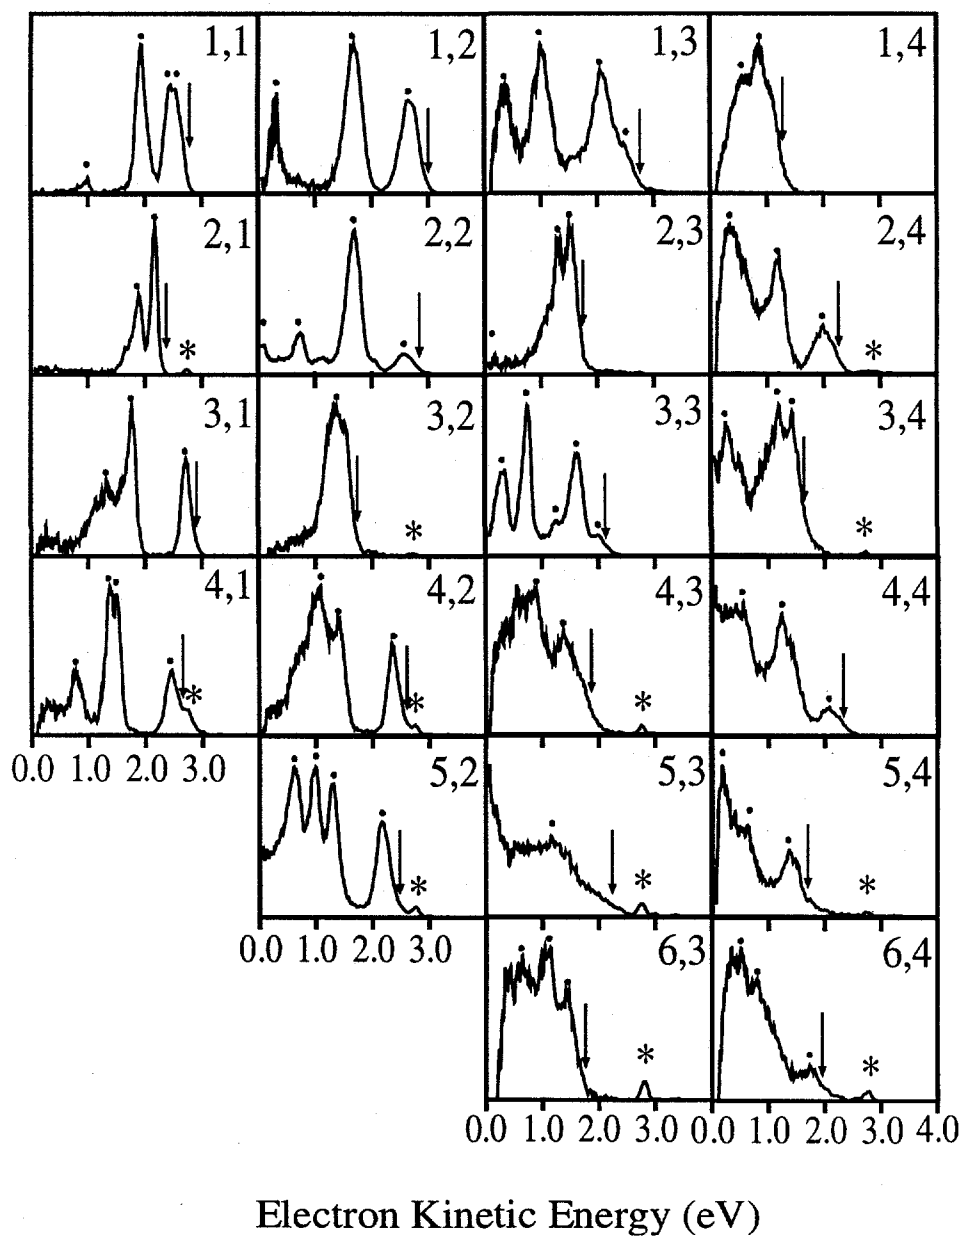 1,1 1,2 1,3 1,4
2,1 2,2 2,3 2,4 *
*
3,1 3,2 * 3,3 3,4 *
4,1 * 4,2 * 4,3 * 4,4
0.0 1.0 2.0 3.0 5,2 * 5,3 * 5,4 *
0.0 1.0 2.0 3.0 6,3 * 6,4 *
0.0 1.0 2.0 3.0 0.0 1.0 2.0 3.0 4.0
Electron Kinetic Energy (eV)